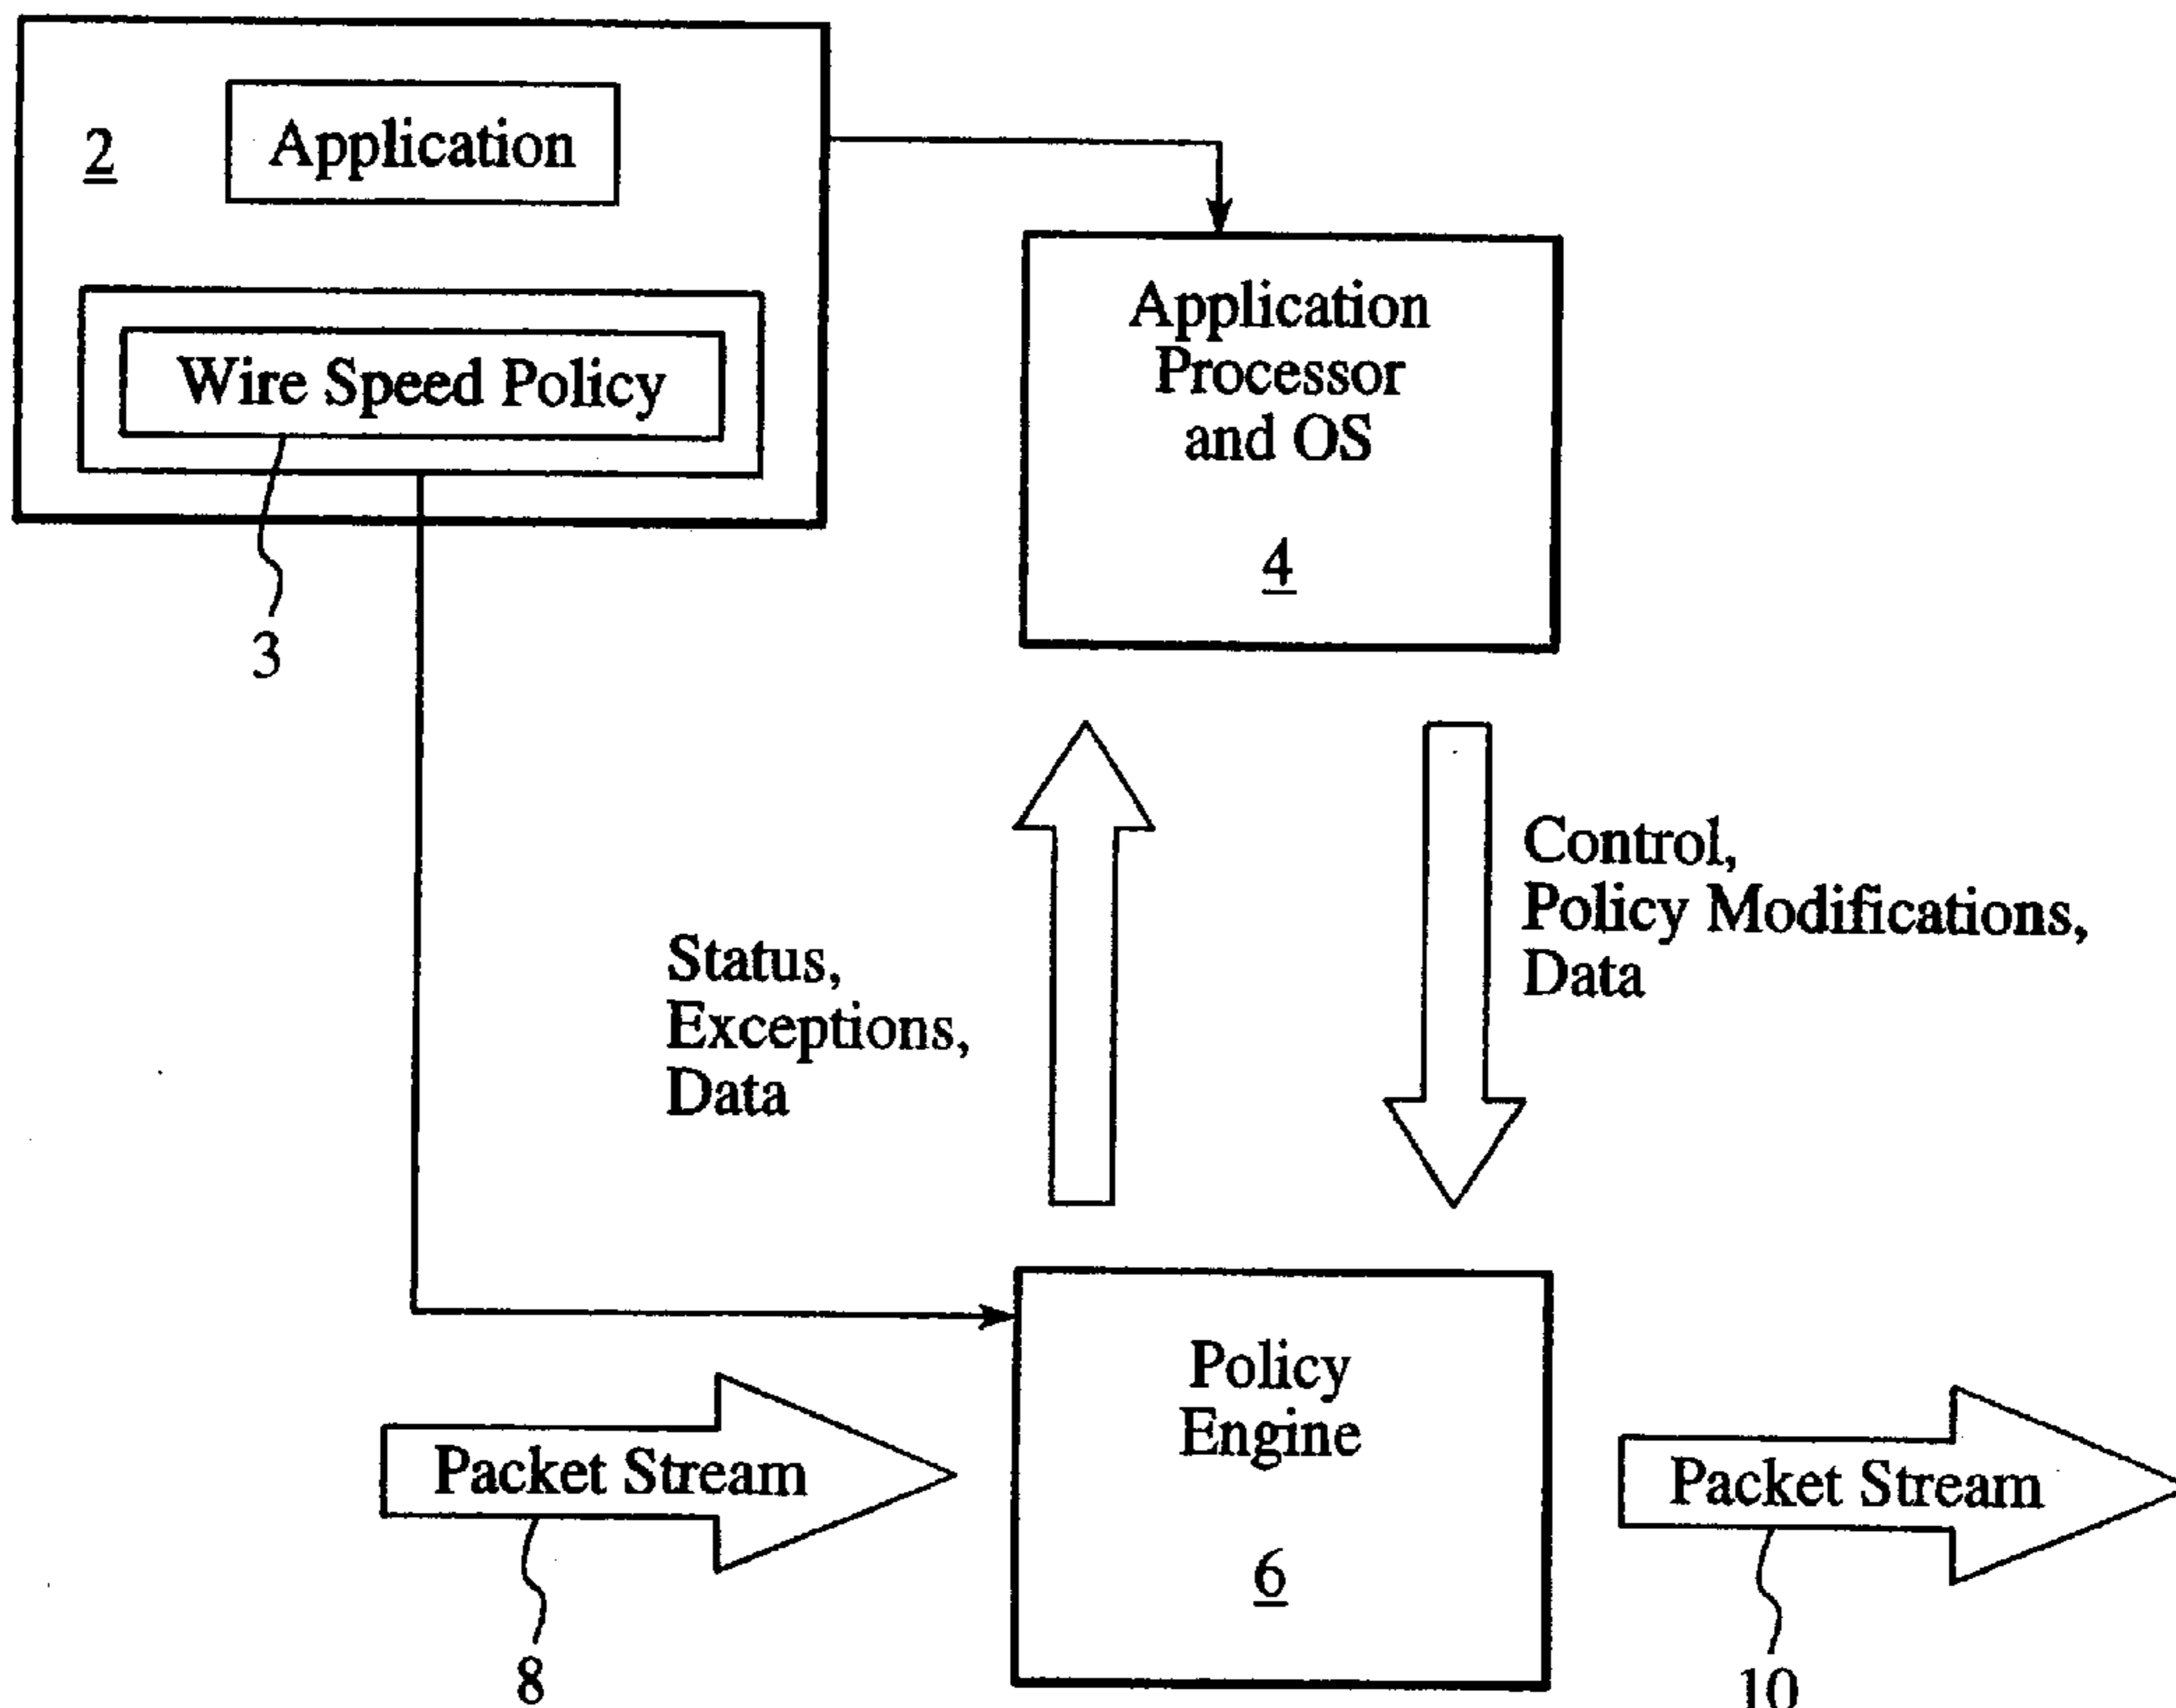 2
Application
Wire Speed Policy
3
Application
Processor
and OS
4
Status,
Exceptions,
Data
Control,
Policy Modifications,
Data
Policy
Engine
6
Packet Stream
8
Packet Stream
10